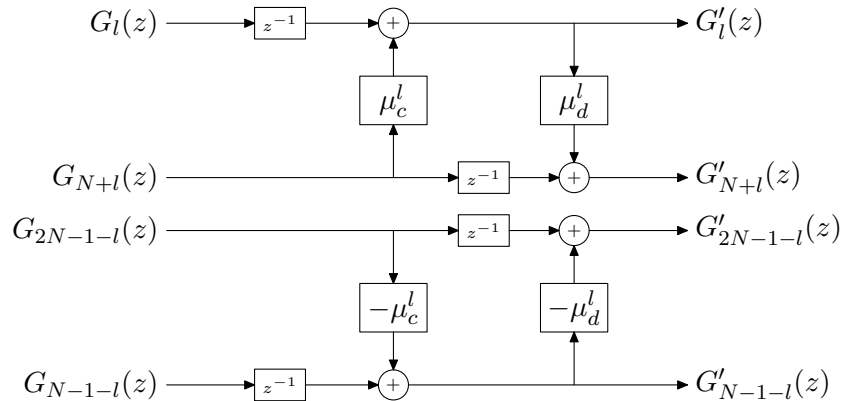 G_l(z) z^{-1} + G'_l(z)
μ_c^l μ_d^l
G_{N+l}(z) z^{-1} + G'_{N+l}(z)
G_{2N-1-l}(z) z^{-1} + G'_{2N-1-l}(z)
-μ_c^l -μ_d^l
G_{N-1-l}(z) z^{-1} + G'_{N-1-l}(z)